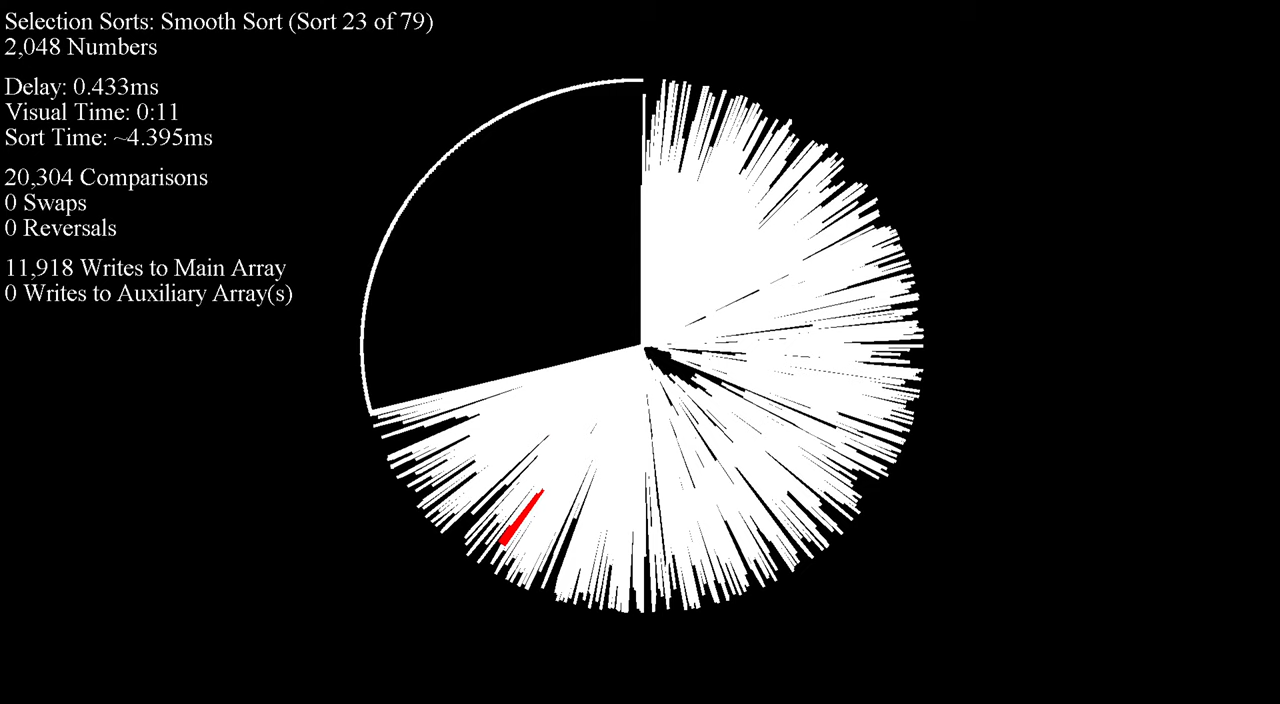 Selection Sorts: Smooth Sort (Sort 23 of 79)
2,048 Numbers
Delay: 0.433ms
Visual Time: 0:11
Sort Time: ~4.395ms
20,304 Comparisons
0 Swaps
0 Reversals
11,918 Writes to Main Array
0 Writes to Auxiliary Array(s)